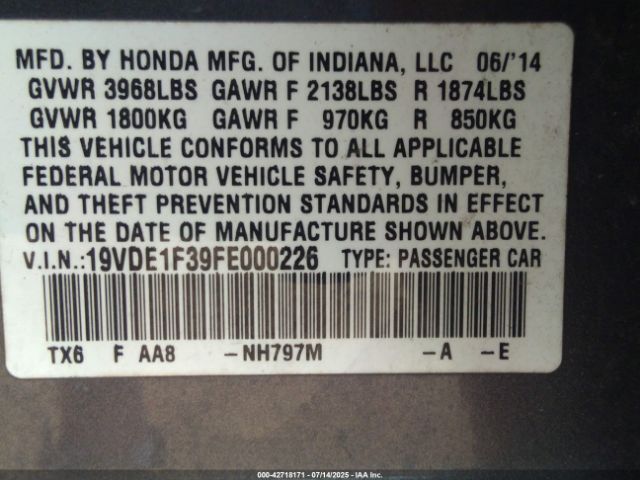 MFD. BY HONDA MFG. OF INDIANA, LLC 06/'14
GVWR 3968LBS GAWR F 2138LBS R 1874LBS
GVWR 1800KG GAWR F 970KG R 850KG
THIS VEHICLE CONFORMS TO ALL APPLICABLE
FEDERAL MOTOR VEHICLE SAFETY, BUMPER,
AND THEFT PREVENTION STANDARDS IN EFFECT
ON THE DATE OF MANUFACTURE SHOWN ABOVE.
V.I.N.:19VDE1F39FE000226 TYPE: PASSENGER CAR
TX6 F AA8 -NH797M -A -E
000-42718171 | 07/14/2025 - IAA Inc.